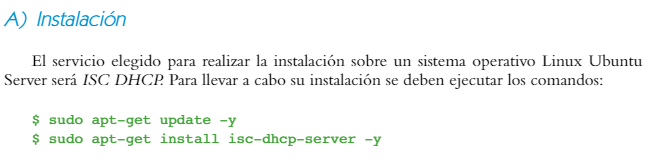 A) Instalación
El servicio elegido para realizar la instalación sobre un sistema operativo Linux Ubuntu
Server será ISC DHCP. Para llevar a cabo su instalación se deben ejecutar los comandos:
$ sudo apt-get update -y
$ sudo apt-get install isc-dhcp-server -y